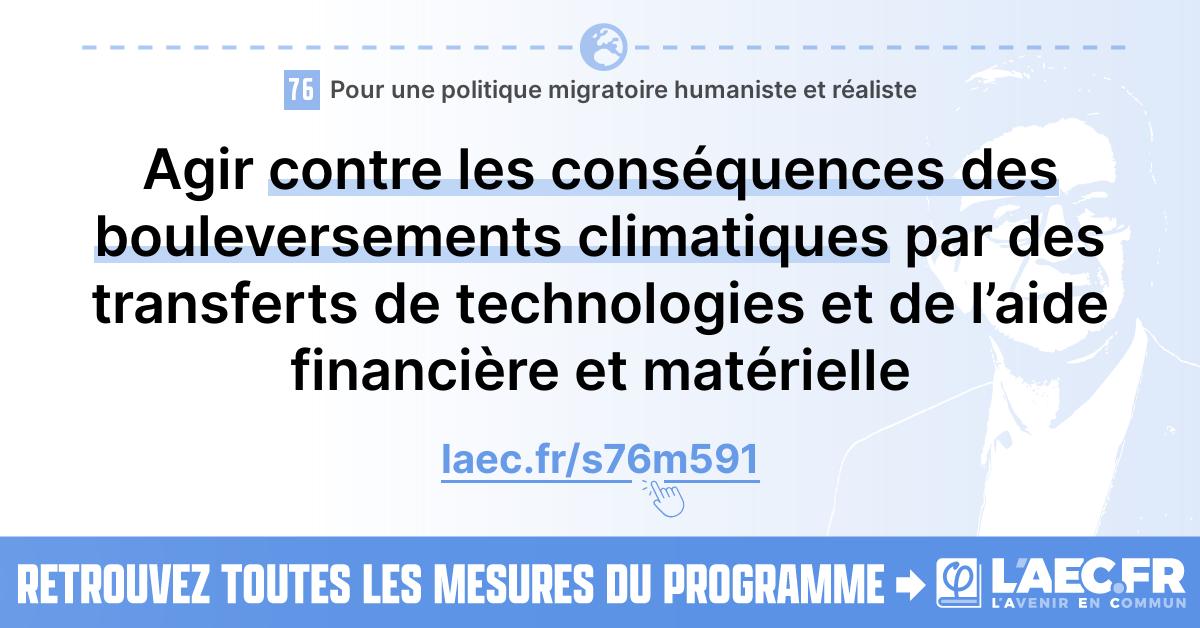 76 Pour une politique migratoire humaniste et réaliste
Agir contre les conséquences des
bouleversements climatiques par des
transferts de technologies et de l’aide
financière et matérielle
laec.fr/s76m591
RETROUVEZ TOUTES LES MESURES DU PROGRAMME
L'AEC.FR
L'AVENIR EN COMMUN